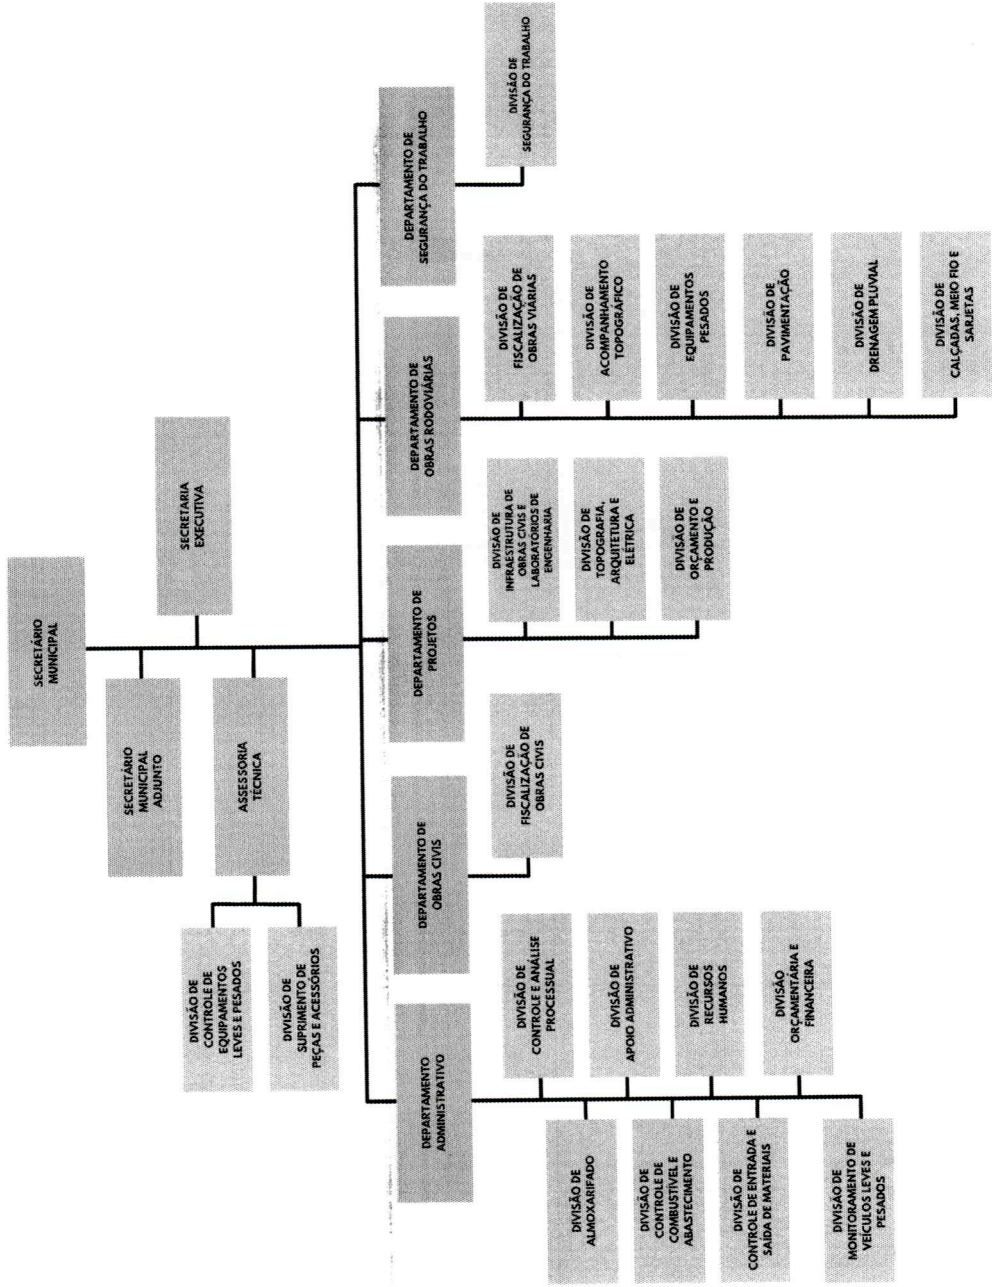 SECRETÁRIO
MUNICIPAL
SECRETARIA
EXECUTIVA
SECRETÁRIO
MUNICIPAL
ADJUNTO
ASSESSORIA
TÉCNICA
DIVISÃO DE
CONTROLE DE
EQUIPAMENTOS
LEVES E PESADOS
DIVISÃO DE
SUPRIMENTO DE
PEÇAS E ACESSÓRIOS
DEPARTAMENTO
ADMINISTRATIVO
DIVISÃO DE
CONTROLE E ANÁLISE
PROCESSUAL
DIVISÃO DE
ALMOXARIFADO
DIVISÃO DE
APOIO ADMINISTRATIVO
DIVISÃO DE
CONTROLE DE
COMBUSTÍVEL E
ABASTECIMENTO
DIVISÃO DE
RECURSOS
HUMANOS
DIVISÃO DE
CONTROLE DE ENTRADA E
SAÍDA DE MATERIAIS
DIVISÃO
ORÇAMENTÁRIA E
FINANCEIRA
DIVISÃO DE
MONITORAMENTO DE
VEÍCULOS LEVES E
PESADOS
DEPARTAMENTO DE
OBRAS CIVIS
DIVISÃO DE
FISCALIZAÇÃO DE
OBRAS CIVIS
DEPARTAMENTO DE
PROJETOS
DIVISÃO DE
INFRAESTRUTURA DE
OBRAS CIVIS E
LABORATÓRIOS DE
ENGENHARIA
DIVISÃO DE
TOPOGRAFIA,
ARQUITETURA E
ELÉTRICA
DIVISÃO DE
ORÇAMENTO E
PRODUÇÃO
DEPARTAMENTO DE
OBRAS RODOVIÁRIAS
DIVISÃO DE
FISCALIZAÇÃO DE
OBRAS VIÁRIAS
DIVISÃO DE
ACOMPANHAMENTO
TOPOGRÁFICO
DIVISÃO DE
EQUIPAMENTOS
PESADOS
DIVISÃO DE
PAVIMENTAÇÃO
DIVISÃO DE
DRENAGEM PLUVIAL
DIVISÃO DE
CALÇADAS, MEIO FIO E
SARJETAS
DEPARTAMENTO DE
SEGURANÇA DO TRABALHO
DIVISÃO DE
SEGURANÇA DO TRABALHO